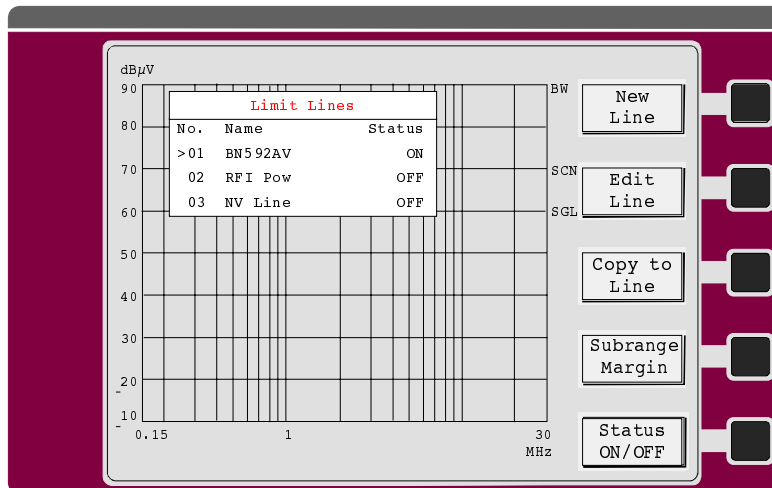 dBµV
90
80
70
60
50
40
30
20
10
0.15
1
30
MHz
Limit Lines
No. Name Status
>01 BN592AV ON
02 RFI Pow OFF
03 NV Line OFF
BW
SCN
SGL
New
Line
Edit
Line
Copy to
Line
Subrange
Margin
Status
ON/OFF